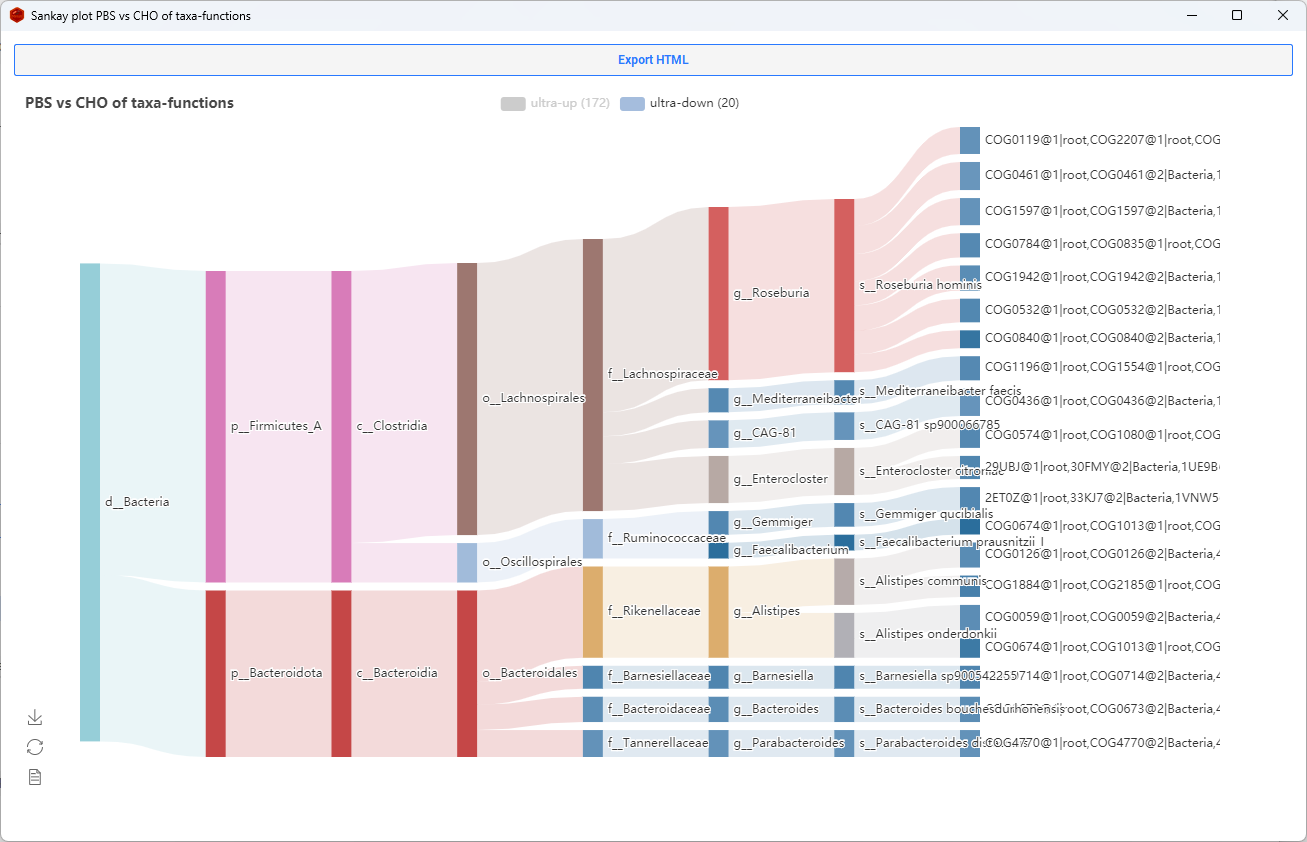 Sankay plot PBS vs CHO of taxa-functions
Export HTML
PBS vs CHO of taxa-functions
ultra-up (172)
ultra-down (20)
d__Bacteria
p__Firmicutes_A
p__Bacteroidota
c__Clostridia
c__Bacteroidia
o__Lachnospirales
o__Oscillospirales
o__Bacteroidales
f__Lachnospiraceae
f__Ruminococcaceae
f__Rikenellaceae
f__Barnesiellaceae
f__Bacteroidaceae
f__Tannerellaceae
g__Roseburia
g__Mediterraneibacter
g__CAG-81
g__Enterocloster
g__Gemmiger
g__Faecalibacterium
g__Alistipes
g__Barnesiella
g__Bacteroides
g__Parabacteroides
s__Roseburia hominis
s__Mediterraneibacter faecis
s__CAG-81 sp900066785
s__Enterocloster
s__Gemmiger qucibialis
s__Faecalibacterium prausnitzii_I
s__Alistipes communis
s__Alistipes onderdonkii
s__Barnesiella sp900542255
s__Bacteroides bouchesdurhonensis
s__Parabacteroides
COG0119@1|root,COG2207@1|root,COG
COG0461@1|root,COG0461@2|Bacteria,1
COG1597@1|root,COG1597@2|Bacteria,1
COG0784@1|root,COG0835@1|root,COG
COG1942@1|root,COG1942@2|Bacteria,1
COG0532@1|root,COG0532@2|Bacteria,1
COG0840@1|root,COG0840@2|Bacteria,1
COG1196@1|root,COG1554@1|root,COG
COG0436@1|root,COG0436@2|Bacteria,1
COG0574@1|root,COG1080@1|root,COG
29UBJ@1|root,30FMY@2|Bacteria,1UE9B
2ET0Z@1|root,33KJ7@2|Bacteria,1VNW5
COG0674@1|root,COG1013@1|root,COG
COG0126@1|root,COG0126@2|Bacteria,4
COG1884@1|root,COG2185@1|root,COG
COG0059@1|root,COG0059@2|Bacteria,4
COG0674@1|root,COG1013@1|root,COG
714@1|root,COG0714@2|Bacteria,4
COG0673@2|Bacteria,4
COG4770@1|root,COG4770@2|Bacteria,4